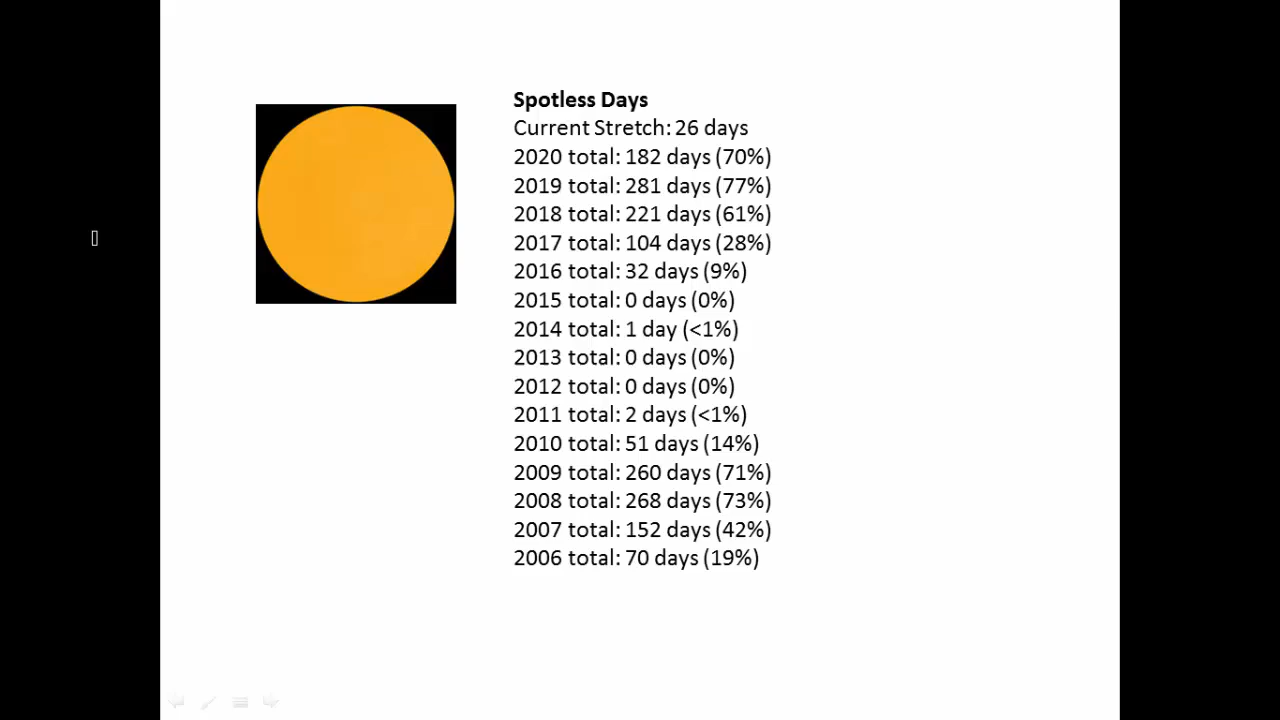 Spotless Days
Current Stretch: 26 days
2020 total: 182 days (70%)
2019 total: 281 days (77%)
2018 total: 221 days (61%)
2017 total: 104 days (28%)
2016 total: 32 days (9%)
2015 total: 0 days (0%)
2014 total: 1 day (<1%)
2013 total: 0 days (0%)
2012 total: 0 days (0%)
2011 total: 2 days (<1%)
2010 total: 51 days (14%)
2009 total: 260 days (71%)
2008 total: 268 days (73%)
2007 total: 152 days (42%)
2006 total: 70 days (19%)